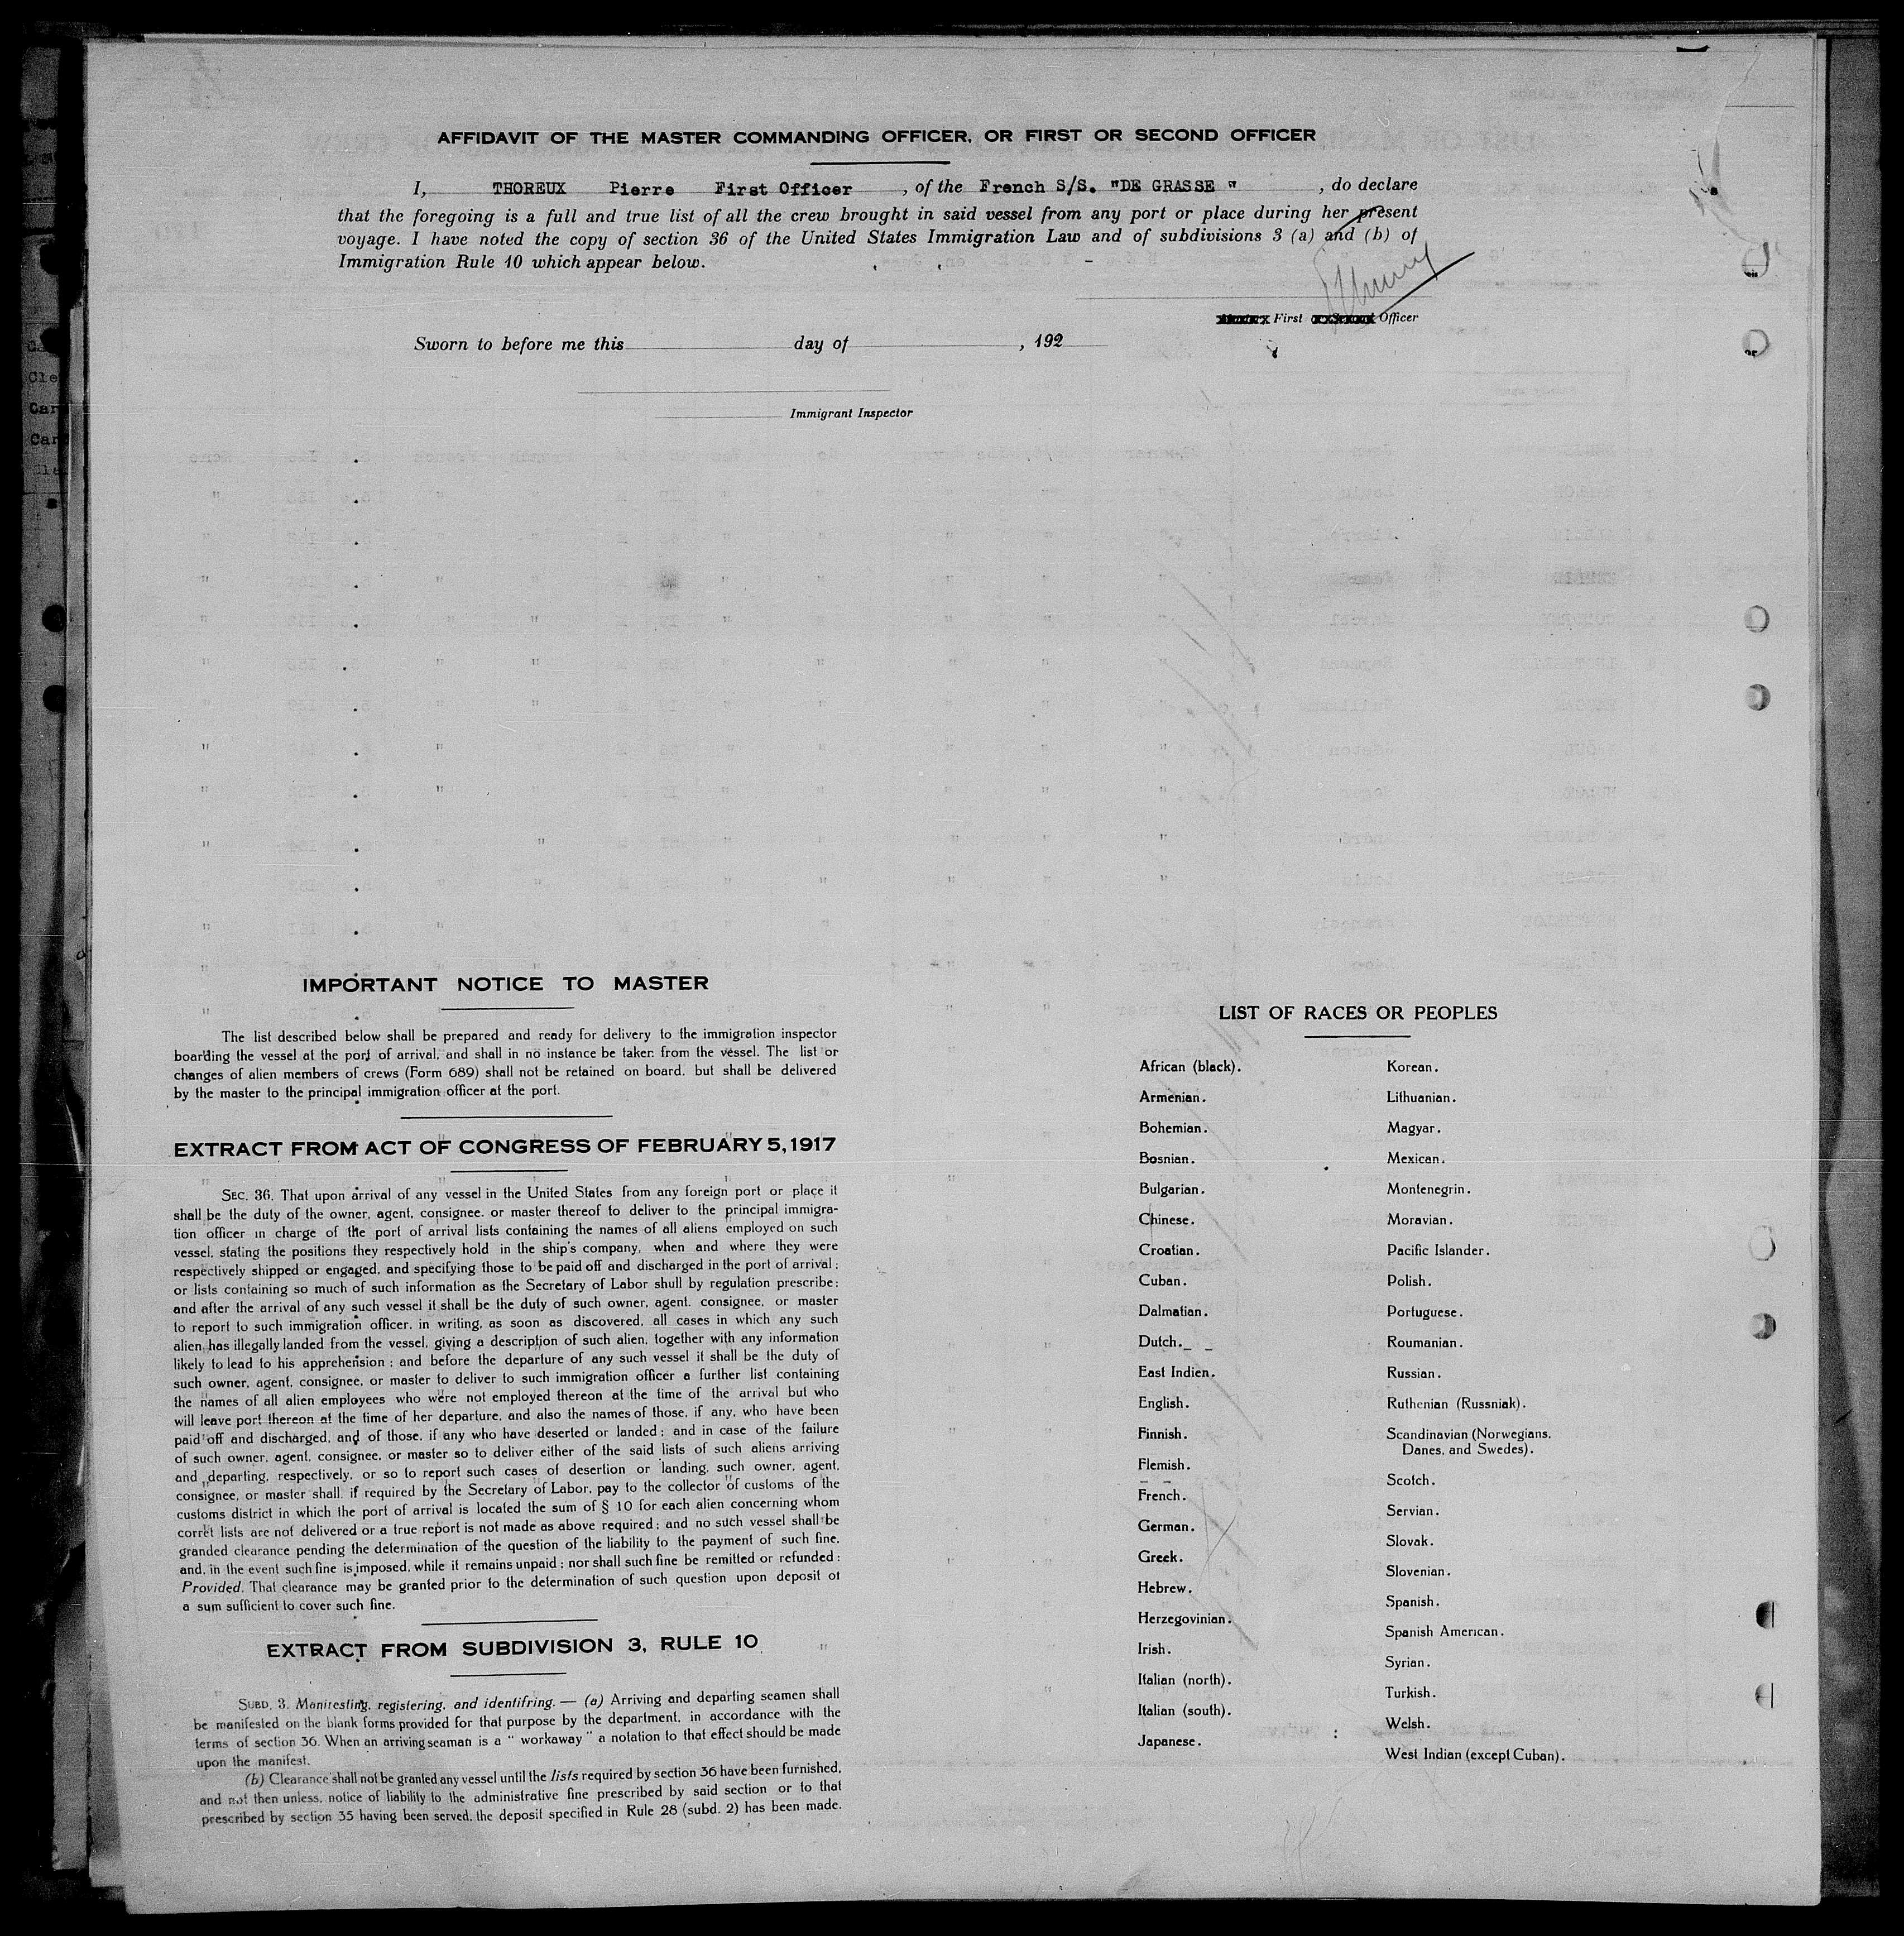 AFFIDAVIT OF THE MASTER COMMANDING OFFICER, OR FIRST OR SECOND OFFICER
I, THOREUX Pierre First Officer , of the French S/S. "DE GRASSE " , do declare
that the foregoing is a full and true list of all the crew brought in said vessel from any port or place during her present
voyage. I have noted the copy of section 36 of the United States Immigration Law and of subdivisions 3 (a) and (b) of
Immigration Rule 10 which appear below.
First Officer
Sworn to before me this day of , 192
Immigrant Inspector
IMPORTANT NOTICE TO MASTER
The list described below shall be prepared and ready for delivery to the immigration inspector
boarding the vessel at the port of arrival, and shall in no instance be taken from the vessel. The list or
changes of alien members of crews (Form 689) shall not be retained on board. but shall be delivered
by the master to the principal immigration officer at the port.
EXTRACT FROM ACT OF CONGRESS OF FEBRUARY 5, 1917
SEC. 36. That upon arrival of any vessel in the United States from any foreign port or place it
shall be the duty of the owner, agent, consignee. or master thereof to deliver to the principal immigra-
tion officer in charge of the port of arrival lists containing the names of all aliens employed on such
vessel, stating the positions they respectively hold in the ship's company, when and where they were
respectively shipped or engaged, and specifying those to be paid off and discharged in the port of arrival;
or lists containing so much of such information as the Secretary of Labor shull by regulation prescribe;
and after the arrival of any such vessel it shall be the duty of such owner, agent. consignee, or master
to report to such immigration officer, in writing, as soon as discovered, all cases in which any such
alien has illegally landed from the vessel, giving a description of such alien, together with any information
likely to lead to his apprehension ; and before the departure of any such vessel it shall be the duty of
such owner, agent, consignee, or master to deliver to such immigration officer a further list containing
the names of all alien employees who were not employed thereon at the time of the arrival but who
will leave port thereon at the time of her departure, and also the names of those, if any, who have been
paid off and discharged, and of those, if any who have deserted or landed ; and in case of the failure
of such owner, agent, consignee, or master so to deliver either of the said lists of such aliens arriving
and departing, respectively, or so to report such cases of desertion or landing, such owner, agent,
consignee, or master shall, if required by the Secretary of Labor, pay to the collector of customs of the
customs district in which the port of arrival is located the sum of § 10 for each alien concerning whom
corret lists are not delivered or a true report is not made as above required ; and no such vessel shall be
granded clearance pending the determination of the question of the liability to the payment of such fine,
and, in the event such fine is imposed, while it remains unpaid ; nor shall such fine be remitted or refunded :
Provided. That clearance may be granted prior to the determination of such question upon deposit of
a sum sufficient to cover such fine.
EXTRACT FROM SUBDIVISION 3, RULE 10
SUBD. 3. Manitesting, registering, and identifring. — (a) Arriving and departing seamen shall
be manifested on the blank forms provided for that purpose by the department, in accordance with the
terms of section 36. When an arriving seaman is a " workaway " a notation to that effect should be made
upon the manifest.
(b) Clearance shall not be granted any vessel until the lists required by section 36 have been furnished,
and not then unless, notice of liability to the administrative fine prescribed by said section or to that
prescribed by section 35 having been served, the deposit specified in Rule 28 (subd. 2) has been made.
LIST OF RACES OR PEOPLES
African (black).
Armenian.
Bohemian.
Bosnian.
Bulgarian.
Chinese.
Croatian.
Cuban.
Dalmatian.
Dutch.
East Indien.
English.
Finnish.
Flemish.
French.
German.
Greek.
Hebrew.
Herzegovinian.
Irish.
Italian (north).
Italian (south).
Japanese.
Korean.
Lithuanian.
Magyar.
Mexican.
Montenegrin.
Moravian.
Pacific Islander.
Polish.
Portuguese.
Roumanian.
Russian.
Ruthenian (Russniak).
Scandinavian (Norwegians,
Danes, and Swedes).
Scotch.
Servian.
Slovak.
Slovenian.
Spanish.
Spanish American.
Syrian.
Turkish.
Welsh.
West Indian (except Cuban).